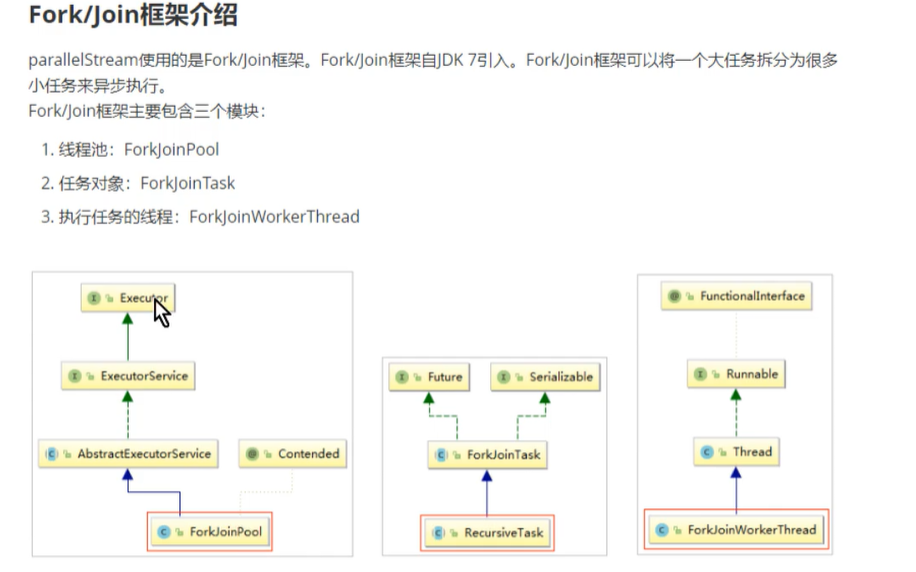 Fork/Join框架介绍
parallelStream使用的是Fork/Join框架。Fork/Join框架自JDK 7引入。Fork/Join框架可以将一个大任务拆分为很多
小任务来异步执行。
Fork/Join框架主要包含三个模块：
1. 线程池：ForkJoinPool
2. 任务对象：ForkJoinTask
3. 执行任务的线程：ForkJoinWorkerThread
I Executor
I ExecutorService
C AbstractExecutorService
@ Contended
C ForkJoinPool
I Future
I Serializable
C ForkJoinTask
C RecursiveTask
@ FunctionalInterface
I Runnable
C Thread
C ForkJoinWorkerThread